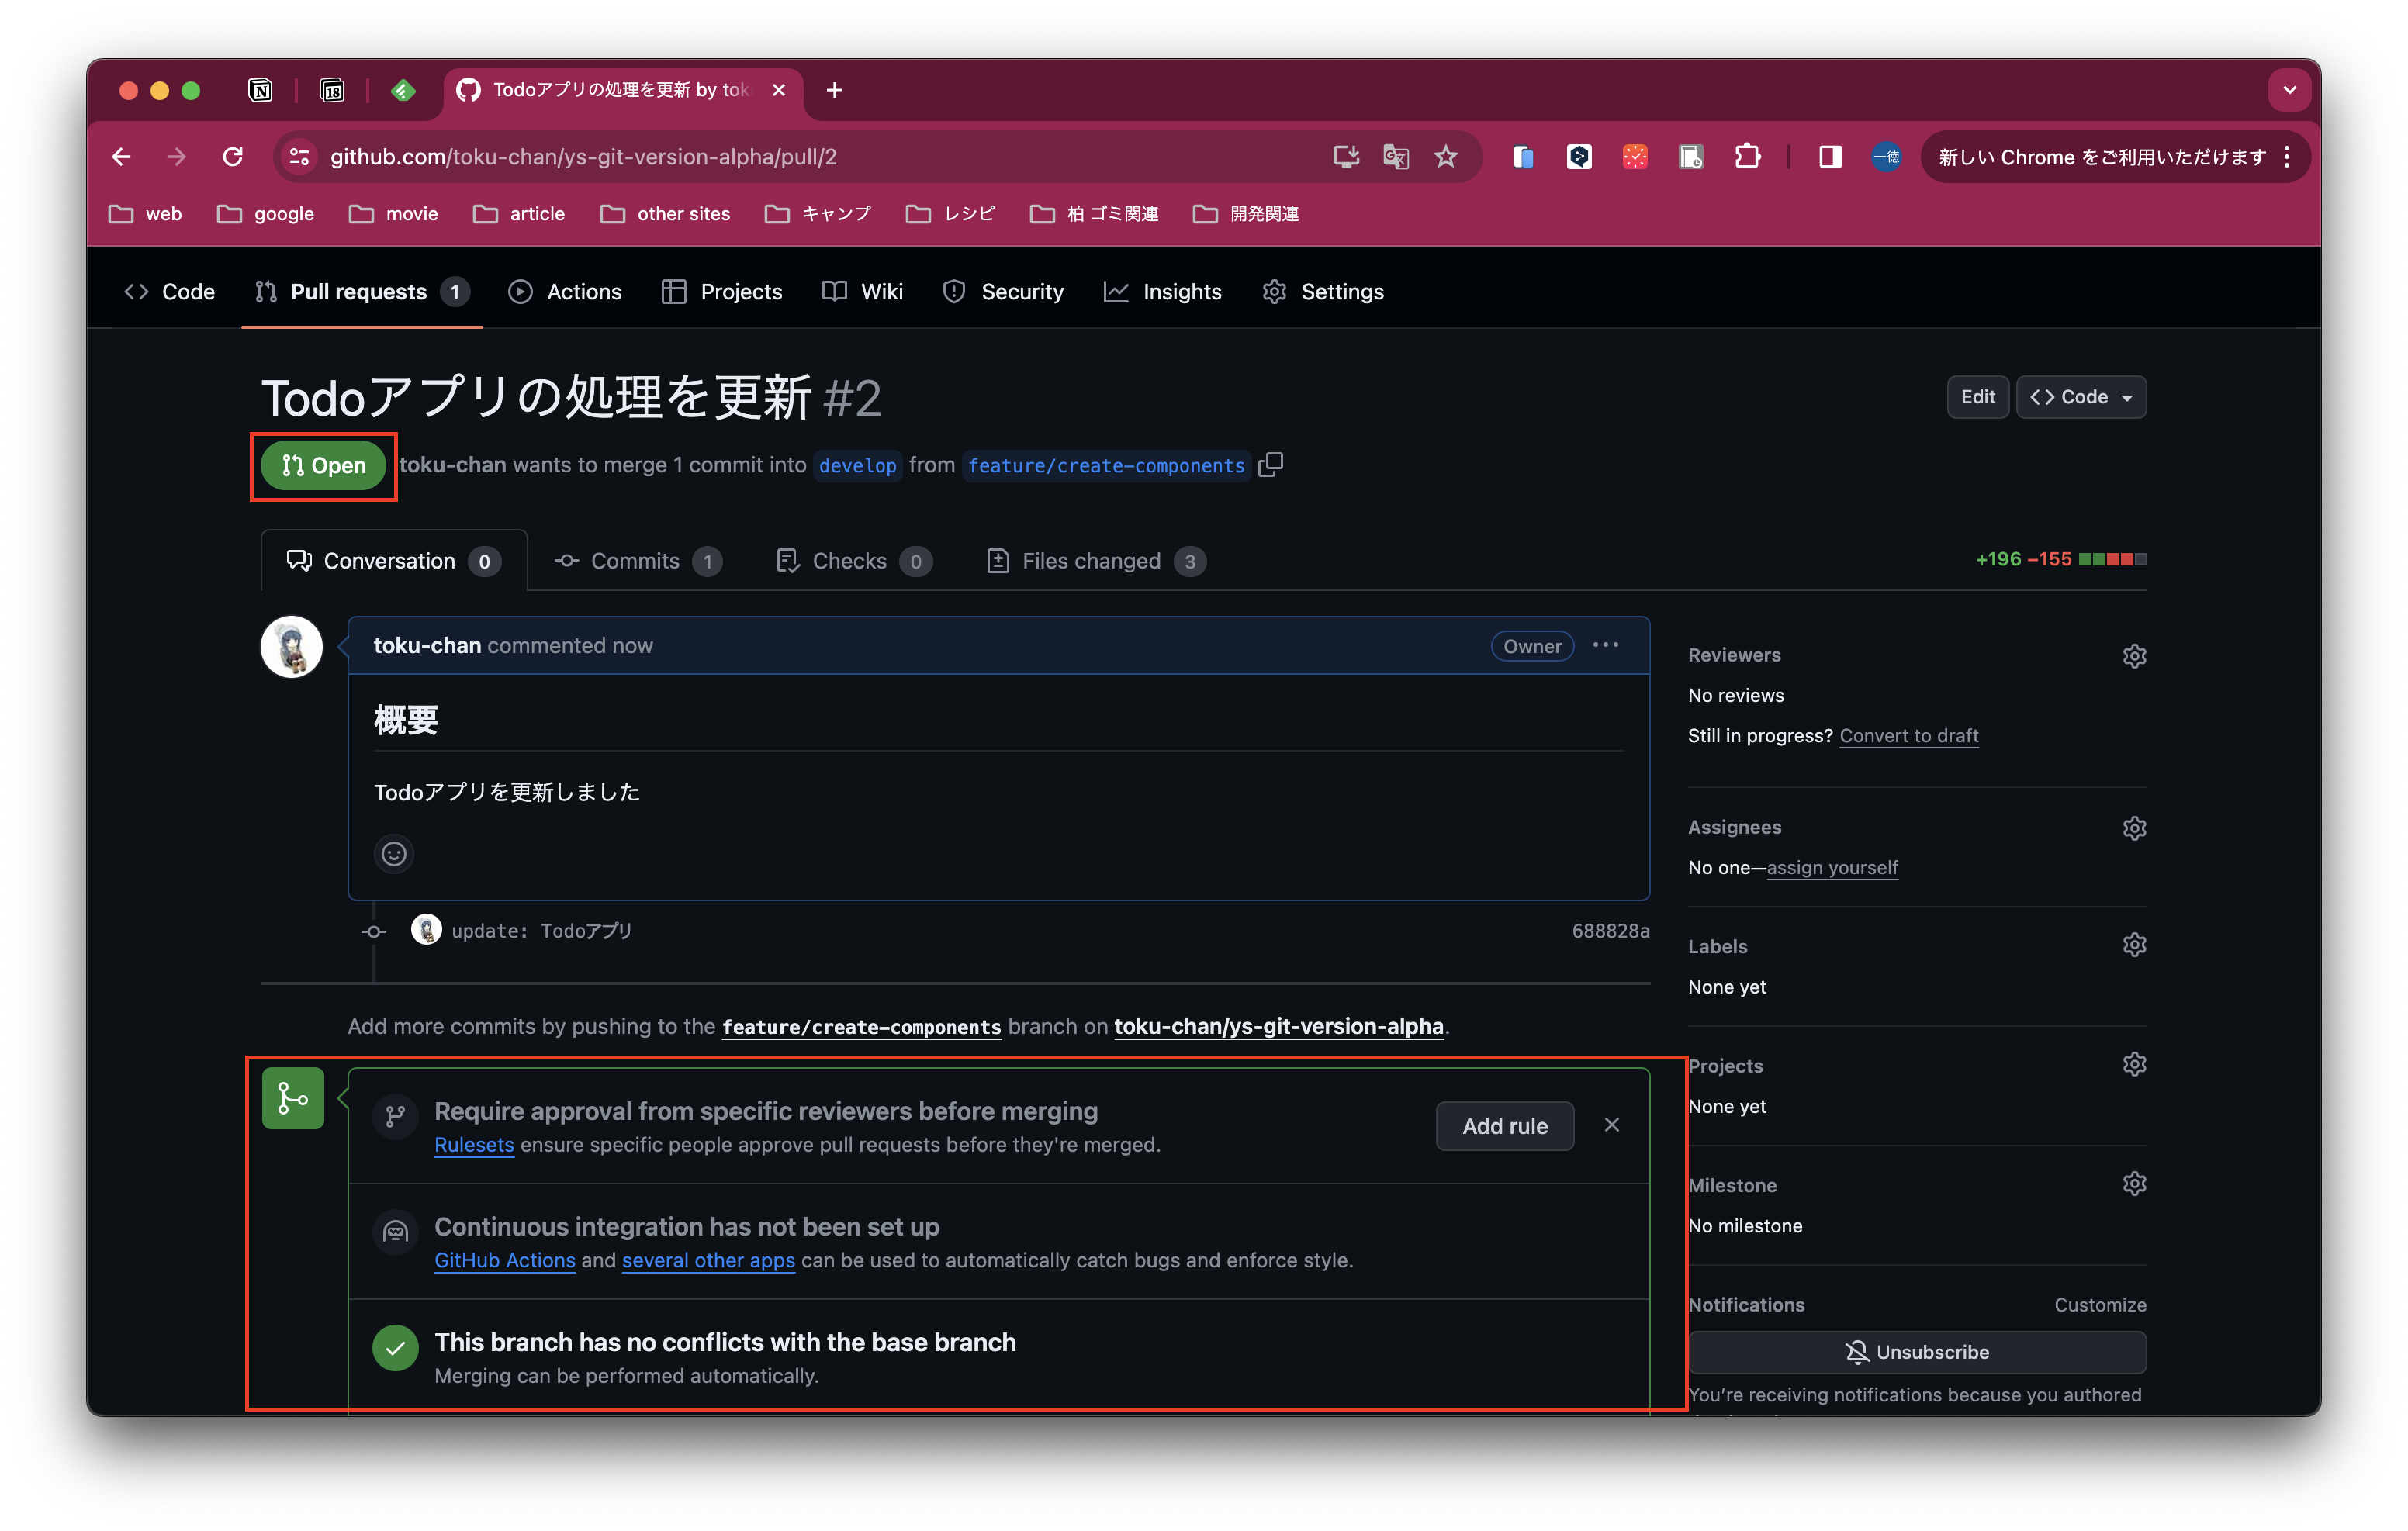 Todoアプリの処理を更新 by tok
github.com/toku-chan/ys-git-version-alpha/pull/2
一徳
新しい Chrome をご利用いただけます
web
google
movie
article
other sites
キャンプ
レシピ
柏 ゴミ関連
開発関連
Code
Pull requests 1
Actions
Projects
Wiki
Security
Insights
Settings
Todoアプリの処理を更新 #2
Edit
Code
Open
toku-chan wants to merge 1 commit into develop from feature/create-components
Conversation 0
Commits 1
Checks 0
Files changed 3
+196 −155
toku-chan commented now
Owner
概要
Todoアプリを更新しました
update: Todoアプリ
688828a
Add more commits by pushing to the feature/create-components branch on toku-chan/ys-git-version-alpha.
Require approval from specific reviewers before merging
Rulesets ensure specific people approve pull requests before they're merged.
Add rule
Continuous integration has not been set up
GitHub Actions and several other apps can be used to automatically catch bugs and enforce style.
This branch has no conflicts with the base branch
Merging can be performed automatically.
Reviewers
No reviews
Still in progress? Convert to draft
Assignees
No one—assign yourself
Labels
None yet
Projects
None yet
Milestone
No milestone
Notifications
Customize
Unsubscribe
You’re receiving notifications because you authored